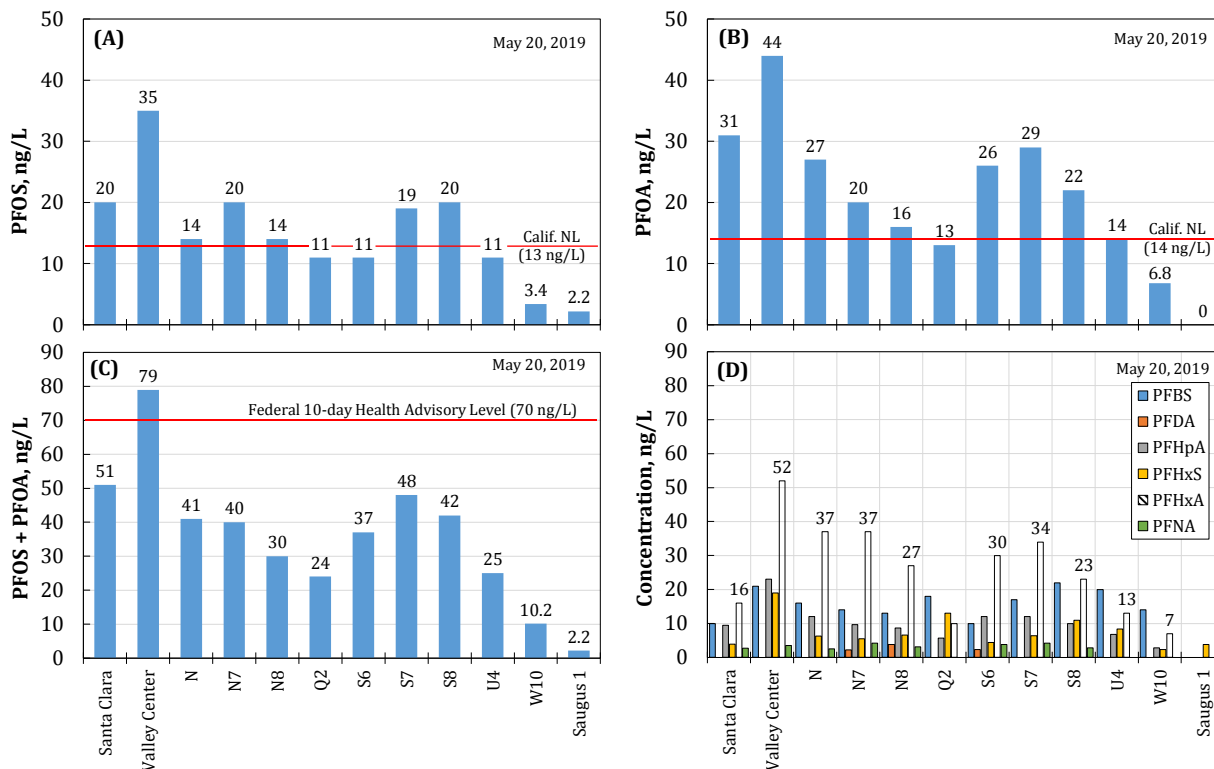 (A)
May 20, 2019
PFOS, ng/L
50
40
30
20
10
0
20
35
14
20
14
11
11
19
20
11
3.4
2.2
Calif. NL
(13 ng/L)
(B)
May 20, 2019
PFOA, ng/L
50
40
30
20
10
0
31
44
27
20
16
13
26
29
22
14
6.8
0
Calif. NL
(14 ng/L)
(C)
May 20, 2019
PFOS + PFOA, ng/L
90
80
70
60
50
40
30
20
10
0
Federal 10-day Health Advisory Level (70 ng/L)
51
79
41
40
30
24
37
48
42
25
10.2
2.2
Santa Clara
Valley Center
N
N7
N8
Q2
S6
S7
S8
U4
W10
Saugus 1
(D)
May 20, 2019
Concentration, ng/L
90
80
70
60
50
40
30
20
10
0
PFBS
PFDA
PFHpA
PFHxS
PFHxA
PFNA
16
52
37
37
27
30
34
23
13
7
Santa Clara
Valley Center
N
N7
N8
Q2
S6
S7
S8
U4
W10
Saugus 1